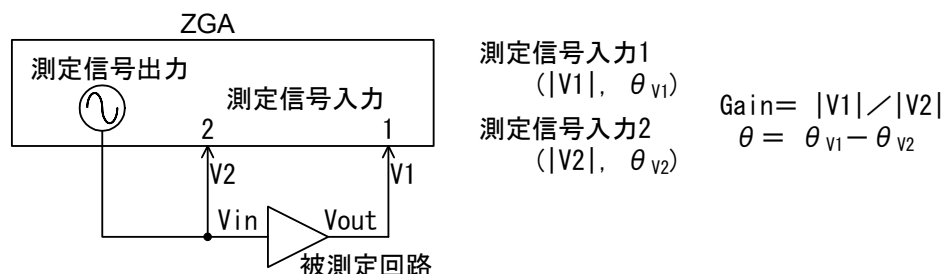 ZGA
測定信号出力
測定信号入力
2
1
V2
V1
Vin
Vout
被測定回路
測定信号入力1
(|V1|, θV1)
測定信号入力2
(|V2|, θV2)
Gain= |V1|/|V2|
θ= θV1−θV2